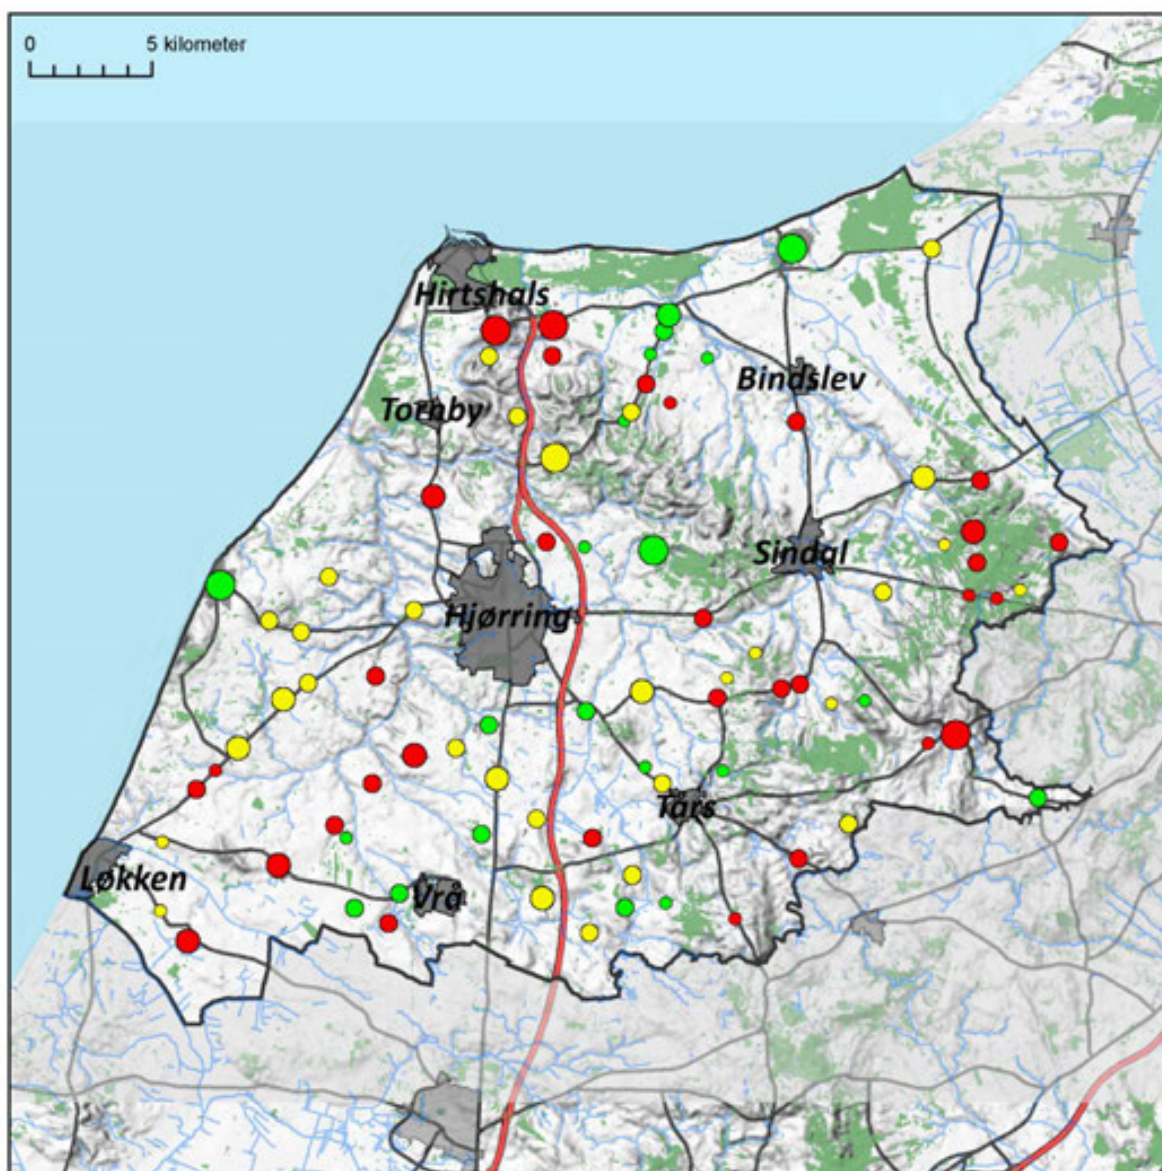 0 5 kilometer
Hirtshals
Bindslev
Tornby
Sindal
Hjørring
Tårs
Løkken
Vrå